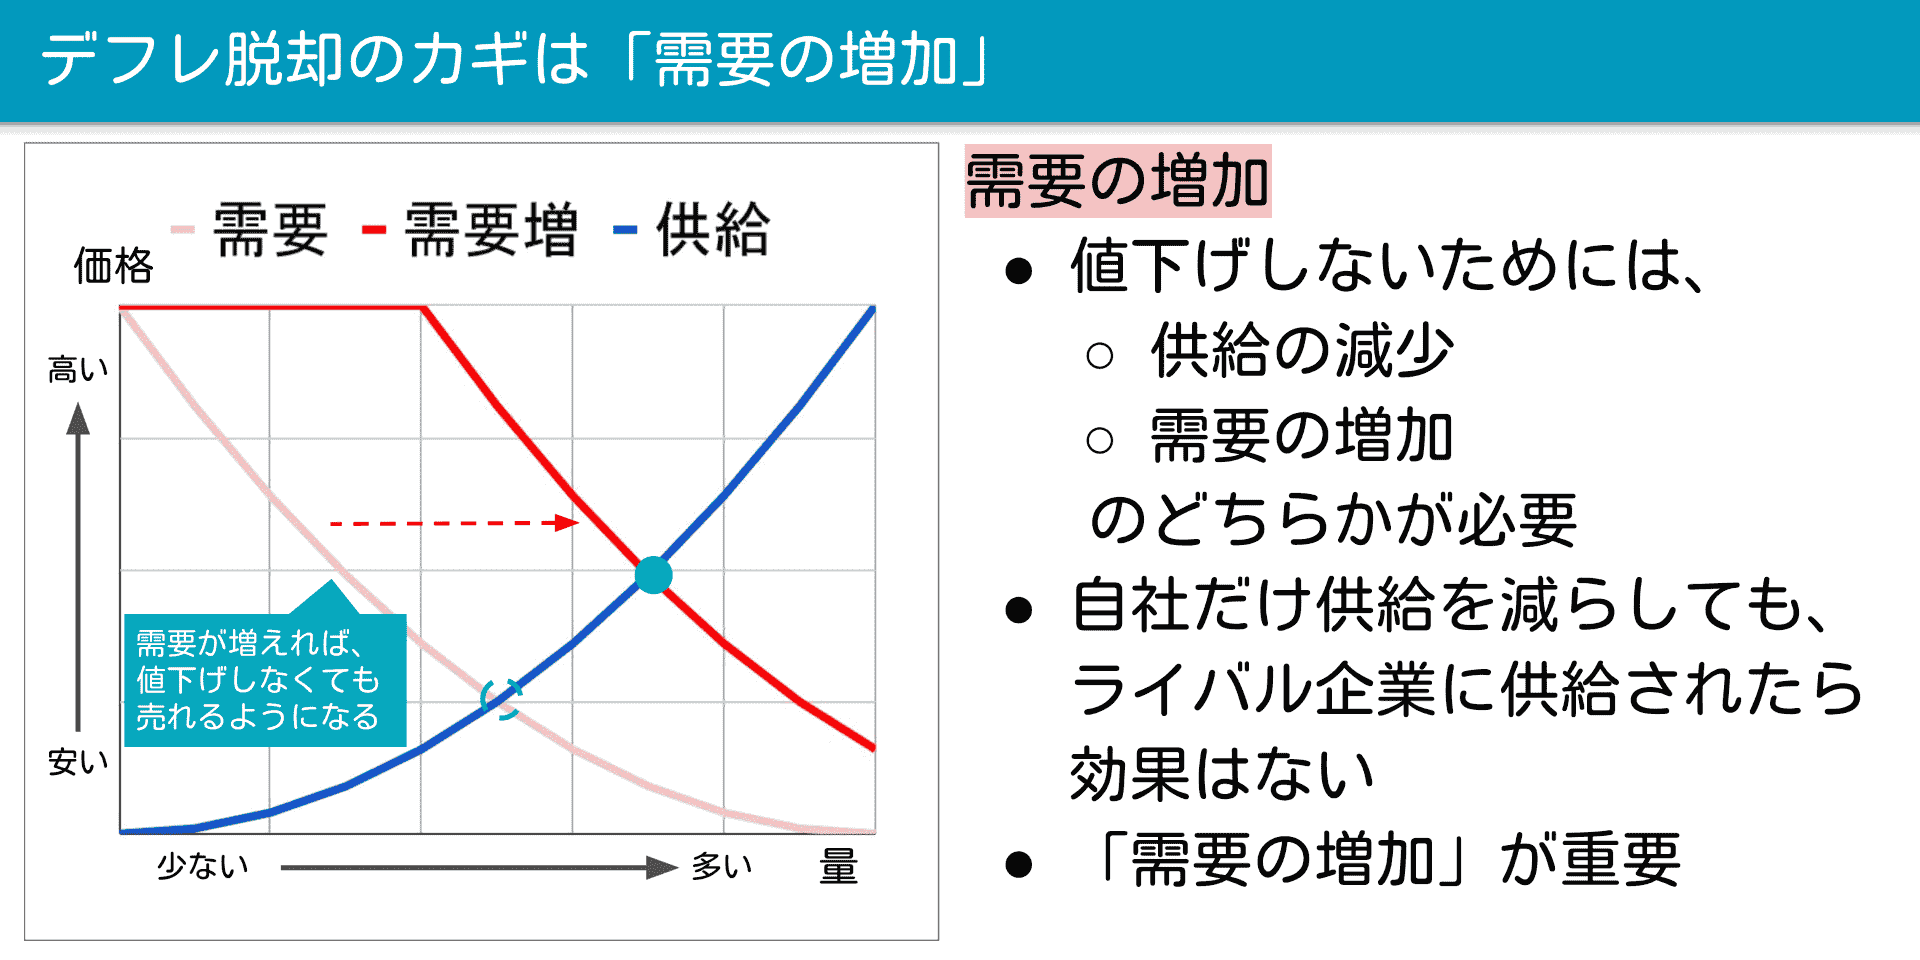 デフレ脱却のカギは「需要の増加」
需要 需要増 供給
価格
高い
安い
需要が増えれば、
値下げしなくても
売れるようになる
少ない
多い
量
需要の増加
● 値下げしないためには、
○ 供給の減少
○ 需要の増加
のどちらかが必要
● 自社だけ供給を減らしても、
ライバル企業に供給されたら
効果はない
● 「需要の増加」が重要